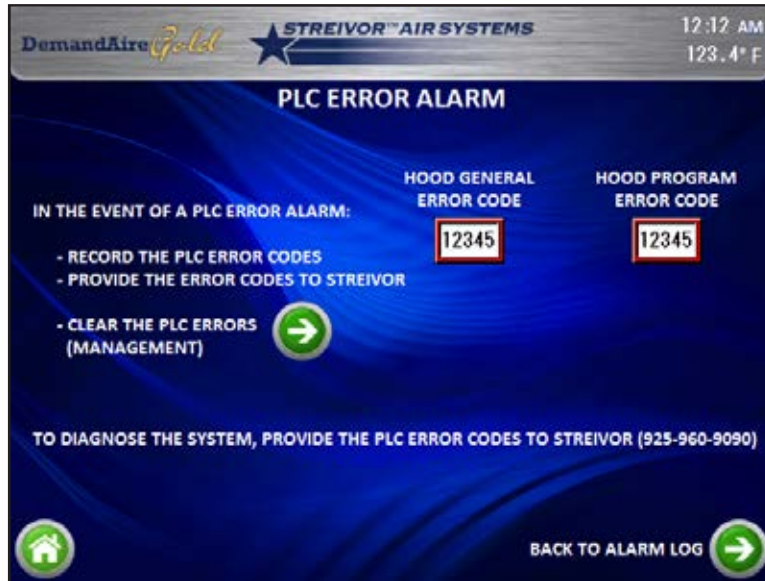 DemandAire Gold
STREIVOR™ AIR SYSTEMS
12:12 AM
123.4° F
PLC ERROR ALARM
HOOD GENERAL
ERROR CODE
12345
HOOD PROGRAM
ERROR CODE
12345
IN THE EVENT OF A PLC ERROR ALARM:
- RECORD THE PLC ERROR CODES
- PROVIDE THE ERROR CODES TO STREIVOR
- CLEAR THE PLC ERRORS
(MANAGEMENT)
TO DIAGNOSE THE SYSTEM, PROVIDE THE PLC ERROR CODES TO STREIVOR (925-960-9090)
BACK TO ALARM LOG